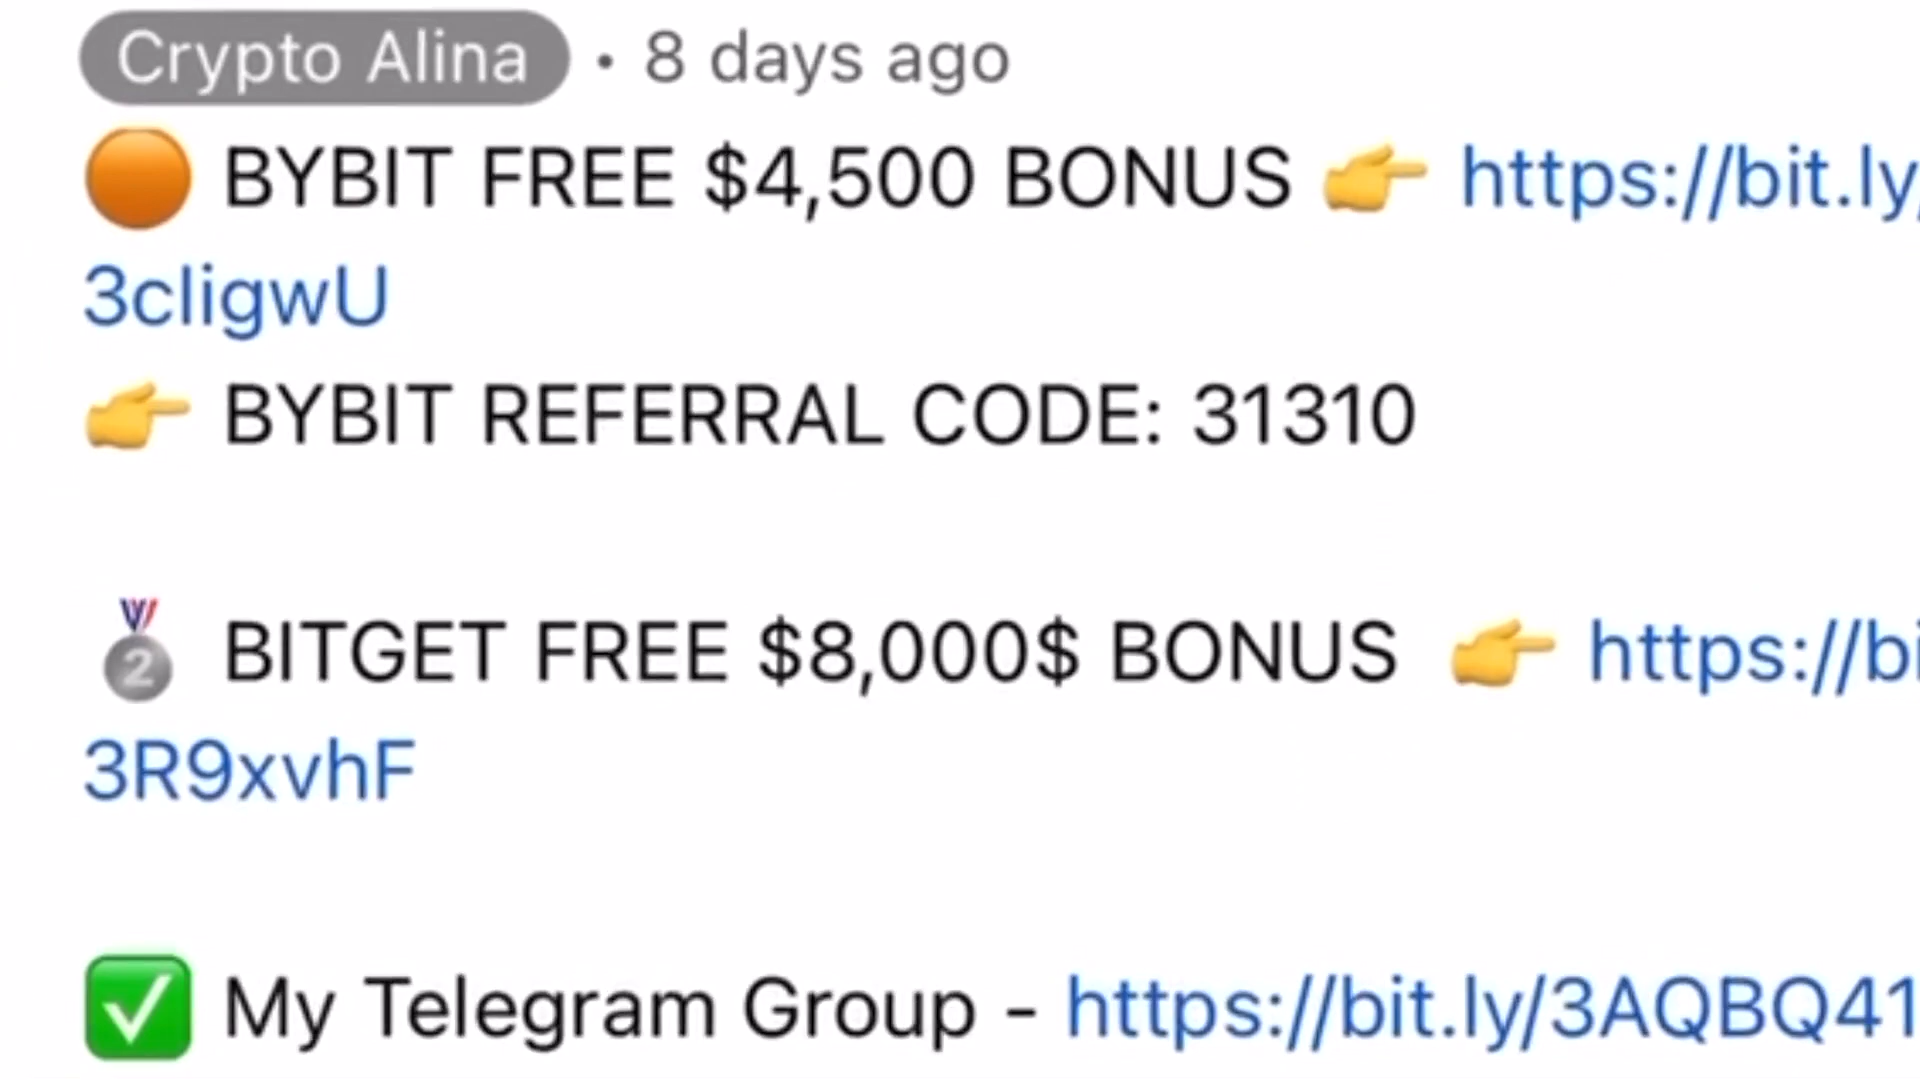 Crypto Alina • 8 days ago
🟠 BYBIT FREE $4,500 BONUS 👉 https://bit.ly/
3cligwU
👉 BYBIT REFERRAL CODE: 31310
🥈 BITGET FREE $8,000$ BONUS 👉 https://bi
3R9xvhF
✅ My Telegram Group - https://bit.ly/3AQBQ41